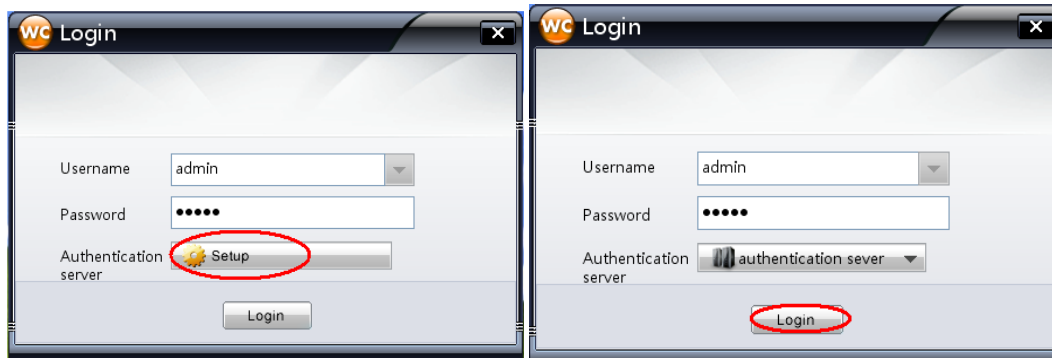 WC Login
Username admin
Password •••••
Authentication server Setup
Login
WC Login
Username admin
Password •••••
Authentication server authentication sever
Login